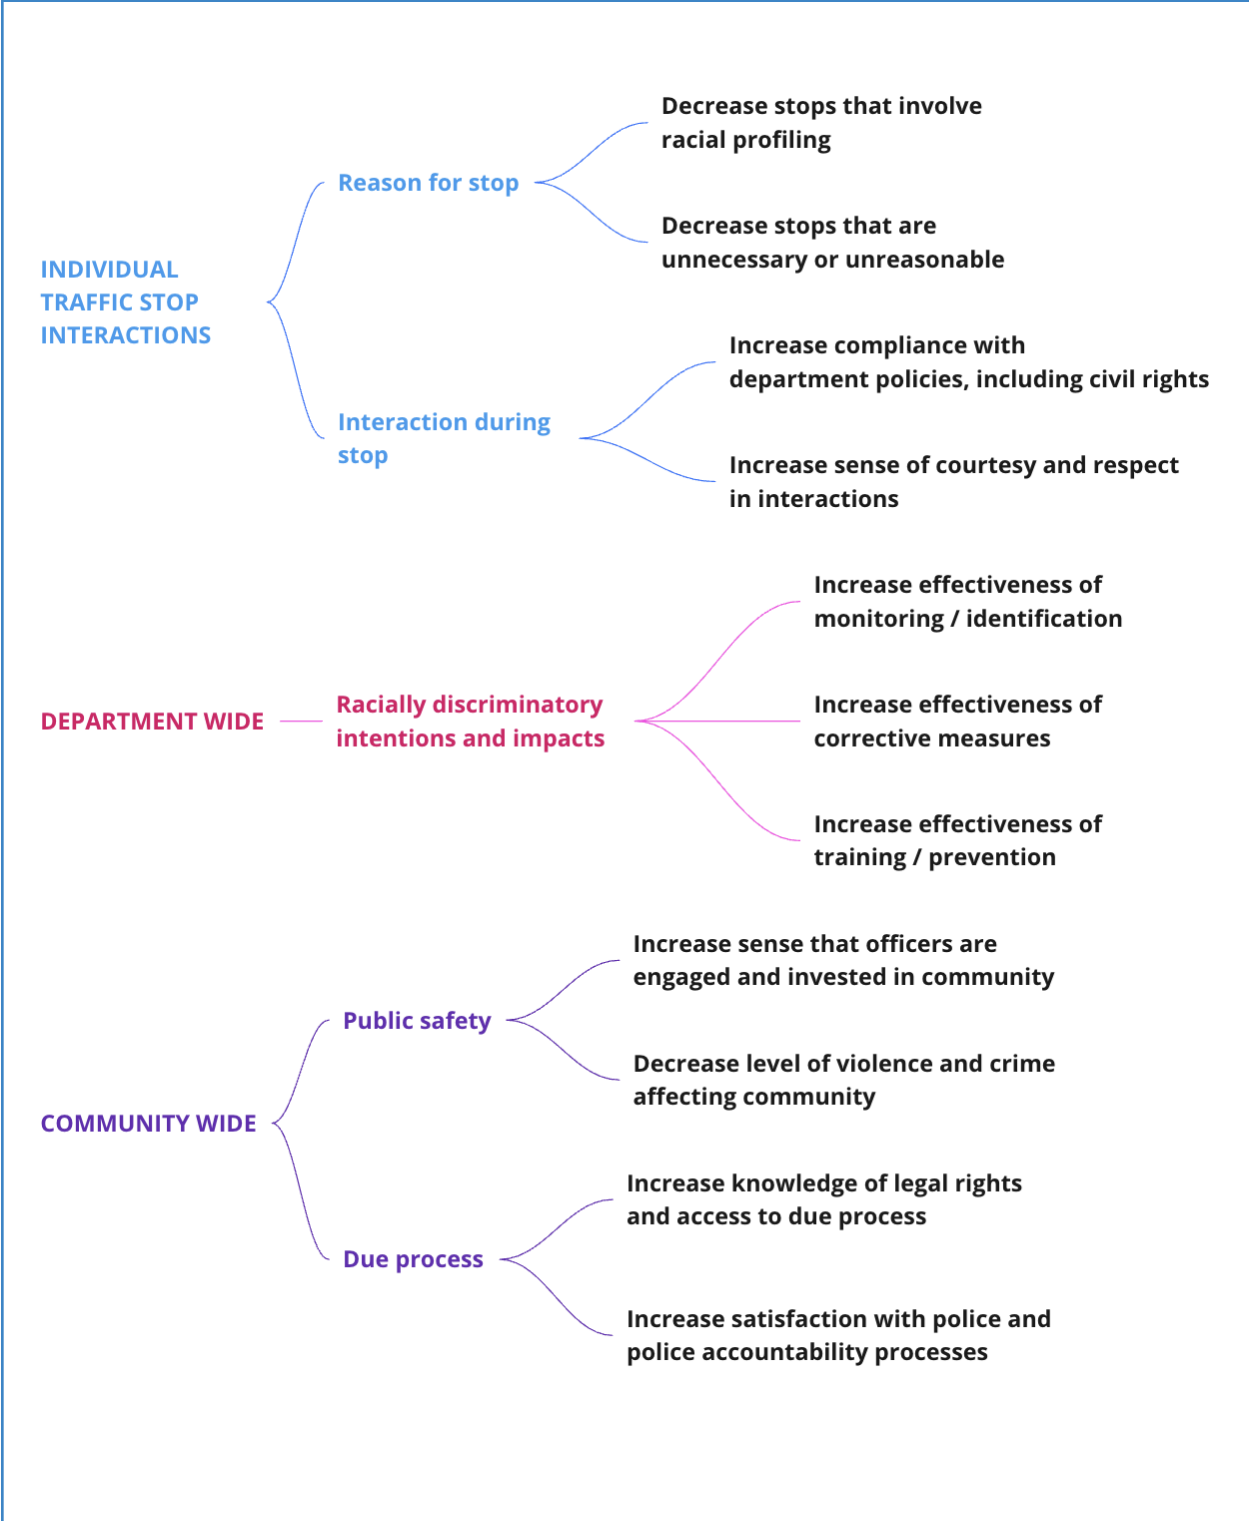 INDIVIDUAL
TRAFFIC STOP
INTERACTIONS
Reason for stop
Decrease stops that involve
racial profiling
Decrease stops that are
unnecessary or unreasonable
Interaction during
stop
Increase compliance with
department policies, including civil rights
Increase sense of courtesy and respect
in interactions
DEPARTMENT WIDE
Racially discriminatory
intentions and impacts
Increase effectiveness of
monitoring / identification
Increase effectiveness of
corrective measures
Increase effectiveness of
training / prevention
COMMUNITY WIDE
Public safety
Increase sense that officers are
engaged and invested in community
Decrease level of violence and crime
affecting community
Due process
Increase knowledge of legal rights
and access to due process
Increase satisfaction with police and
police accountability processes